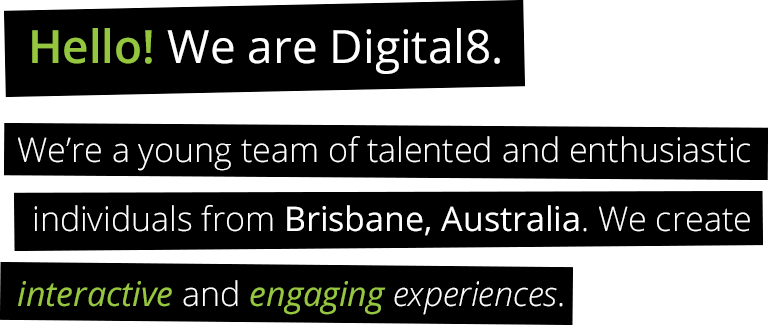 Hello! We are Digital8.
We’re a young team of talented and enthusiastic
individuals from Brisbane, Australia. We create
interactive and engaging experiences.